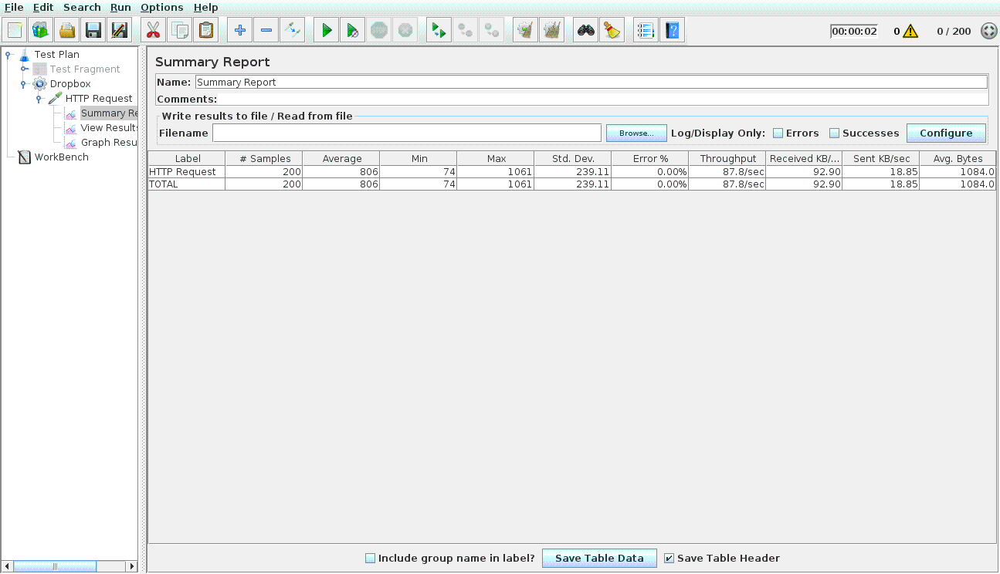 File Edit Search Run Options Help
00:00:02 0 0 / 200
Test Plan
Test Fragment
Dropbox
HTTP Request
Summary Re
View Results
Graph Resu
WorkBench
Summary Report
Name: Summary Report
Comments:
Write results to file / Read from file
Filename Browse... Log/Display Only: Errors Successes Configure
Label # Samples Average Min Max Std. Dev. Error % Throughput Received KB/... Sent KB/sec Avg. Bytes
HTTP Request 200 806 74 1061 239.11 0.00% 87.8/sec 92.90 18.85 1084.0
TOTAL 200 806 74 1061 239.11 0.00% 87.8/sec 92.90 18.85 1084.0
Include group name in label? Save Table Data Save Table Header